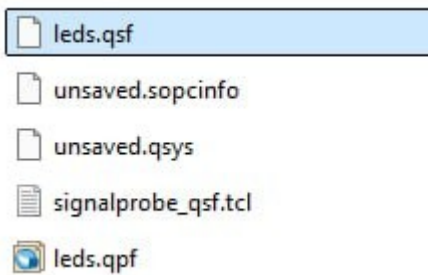 leds.qsf
unsaved.sopcinfo
unsaved.qsys
signalprobe_qsf.tcl
leds.qpf